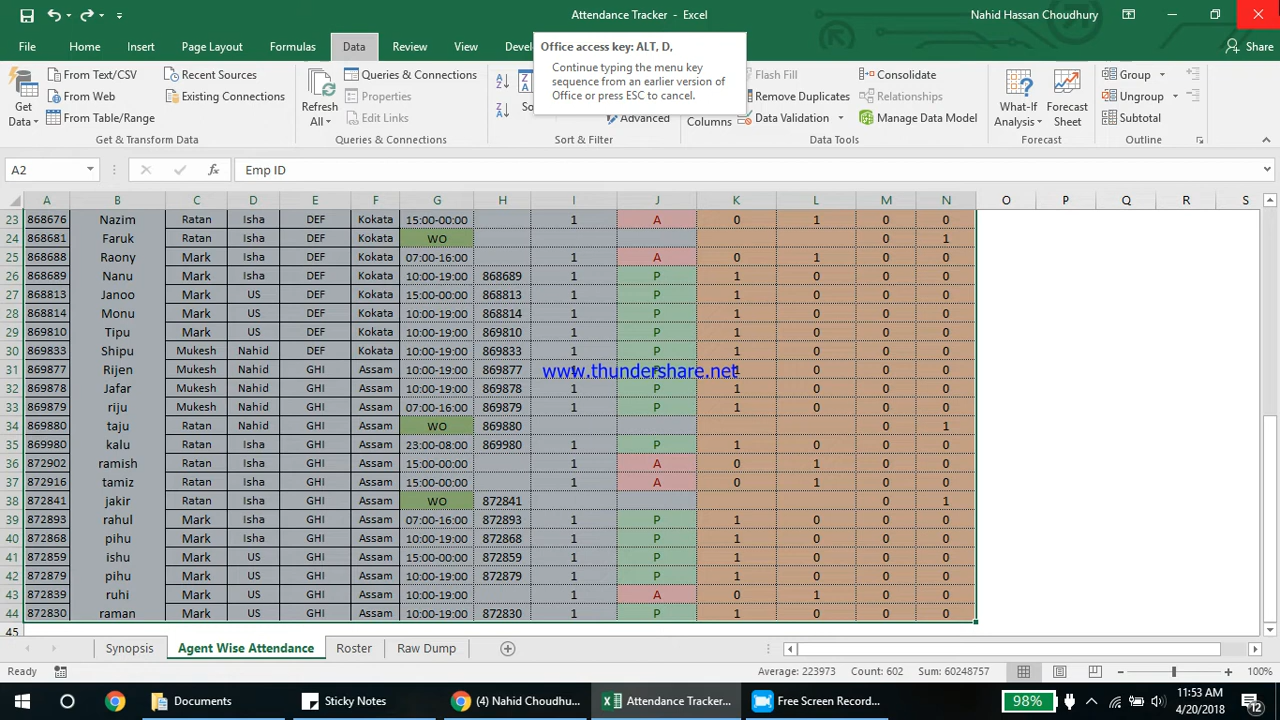 Attendance Tracker - Excel
Nahid Hassan Choudhury
File Home Insert Page Layout Formulas Data Review View Develo Share
Office access key: ALT, D,
Continue typing the menu key
sequence from an earlier version of
Office or press ESC to cancel.
Get
Data
From Text/CSV
From Web
From Table/Range
Recent Sources
Existing Connections
Get & Transform Data
Refresh
All
Queries & Connections
Properties
Edit Links
Queries & Connections
So
Advanced
Sort & Filter
Columns
Flash Fill
Remove Duplicates
Data Validation
Consolidate
Relationships
Manage Data Model
What-If
Analysis
Forecast
Sheet
Forecast
Group
Ungroup
Subtotal
Outline
A2 fx Emp ID
A B C D E F G H I J K L M N O P Q R S
23 868676 Nazim Ratan Isha DEF Kokata 15:00-00:00 1 A 0 1 0 0
24 868681 Faruk Ratan Isha DEF Kokata WO 0 1
25 868688 Raony Mark Isha DEF Kokata 07:00-16:00 1 A 0 1 0 0
26 868689 Nanu Mark Isha DEF Kokata 10:00-19:00 868689 1 P 1 0 0 0
27 868813 Janoo Mark US DEF Kokata 15:00-00:00 868813 1 P 1 0 0 0
28 868814 Monu Mark US DEF Kokata 10:00-19:00 868814 1 P 1 0 0 0
29 869810 Tipu Mark US DEF Kokata 10:00-19:00 869810 1 P 1 0 0 0
30 869833 Shipu Mukesh Nahid DEF Kokata 10:00-19:00 869833 1 P 1 0 0 0
31 869877 Rijen Mukesh Nahid GHI Assam 10:00-19:00 869877 1 P 1 0 0 0
www.thundershare.net
32 869878 Jafar Mukesh Nahid GHI Assam 10:00-19:00 869878 1 P 1 0 0 0
33 869879 riju Mukesh Nahid GHI Assam 07:00-16:00 869879 1 P 1 0 0 0
34 869880 taju Ratan Nahid GHI Assam WO 869880 0 1
35 869980 kalu Ratan Isha GHI Assam 23:00-08:00 869980 1 P 1 0 0 0
36 872902 ramish Ratan Isha GHI Assam 15:00-00:00 1 A 0 1 0 0
37 872916 tamiz Ratan Isha GHI Assam 15:00-00:00 1 A 0 1 0 0
38 872841 jakir Ratan Isha GHI Assam WO 872841 0 1
39 872893 rahul Mark Isha GHI Assam 07:00-16:00 872893 1 P 1 0 0 0
40 872868 pihu Mark Isha GHI Assam 10:00-19:00 872868 1 P 1 0 0 0
41 872859 ishu Mark US GHI Assam 15:00-00:00 872859 1 P 1 0 0 0
42 872879 pihu Mark US GHI Assam 10:00-19:00 872879 1 P 1 0 0 0
43 872839 ruhi Mark US GHI Assam 10:00-19:00 1 A 0 1 0 0
44 872830 raman Mark US GHI Assam 10:00-19:00 872830 1 P 1 0 0 0
45
Synopsis Agent Wise Attendance Roster Raw Dump
Ready Average: 223973 Count: 602 Sum: 60248757 100%
Documents Sticky Notes (4) Nahid Choudhu... Attendance Tracker... Free Screen Record... 98% 11:53 AM
4/20/2018 12